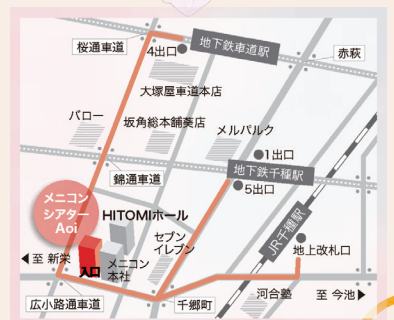 桜通車道
4出口
地下鉄車道駅
赤萩
大塚屋車道本店
バロー
坂角総本舖葵店
メルパルク
1出口
地下鉄千種駅
5出口
錦通車道
メニコン
シアター
Aoi
HITOMIホール
セブン
イレブン
JR千種駅
地上改札口
至 新栄
入口
メニコン
本社
広小路通車道
千郷町
河合塾
至 今池